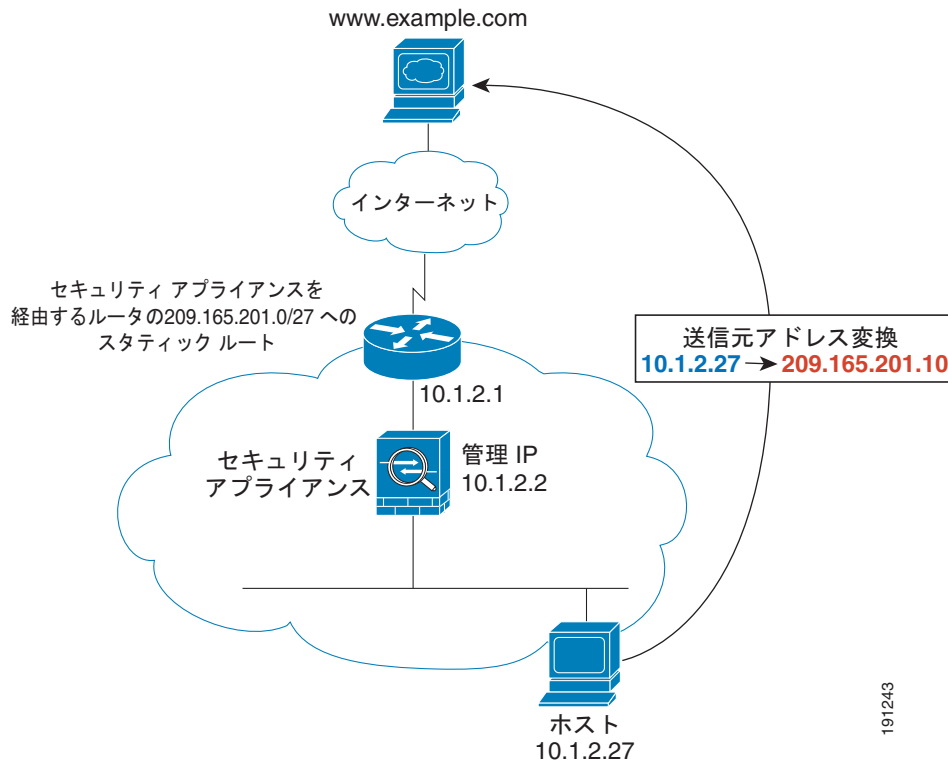 www.example.com
インターネット
セキュリティ アプライアンスを
経由するルータの209.165.201.0/27 への
スタティック ルート
送信元アドレス変換
10.1.2.27 → 209.165.201.10
10.1.2.1
セキュリティ
アプライアンス
管理 IP
10.1.2.2
ホスト
10.1.2.27
191243